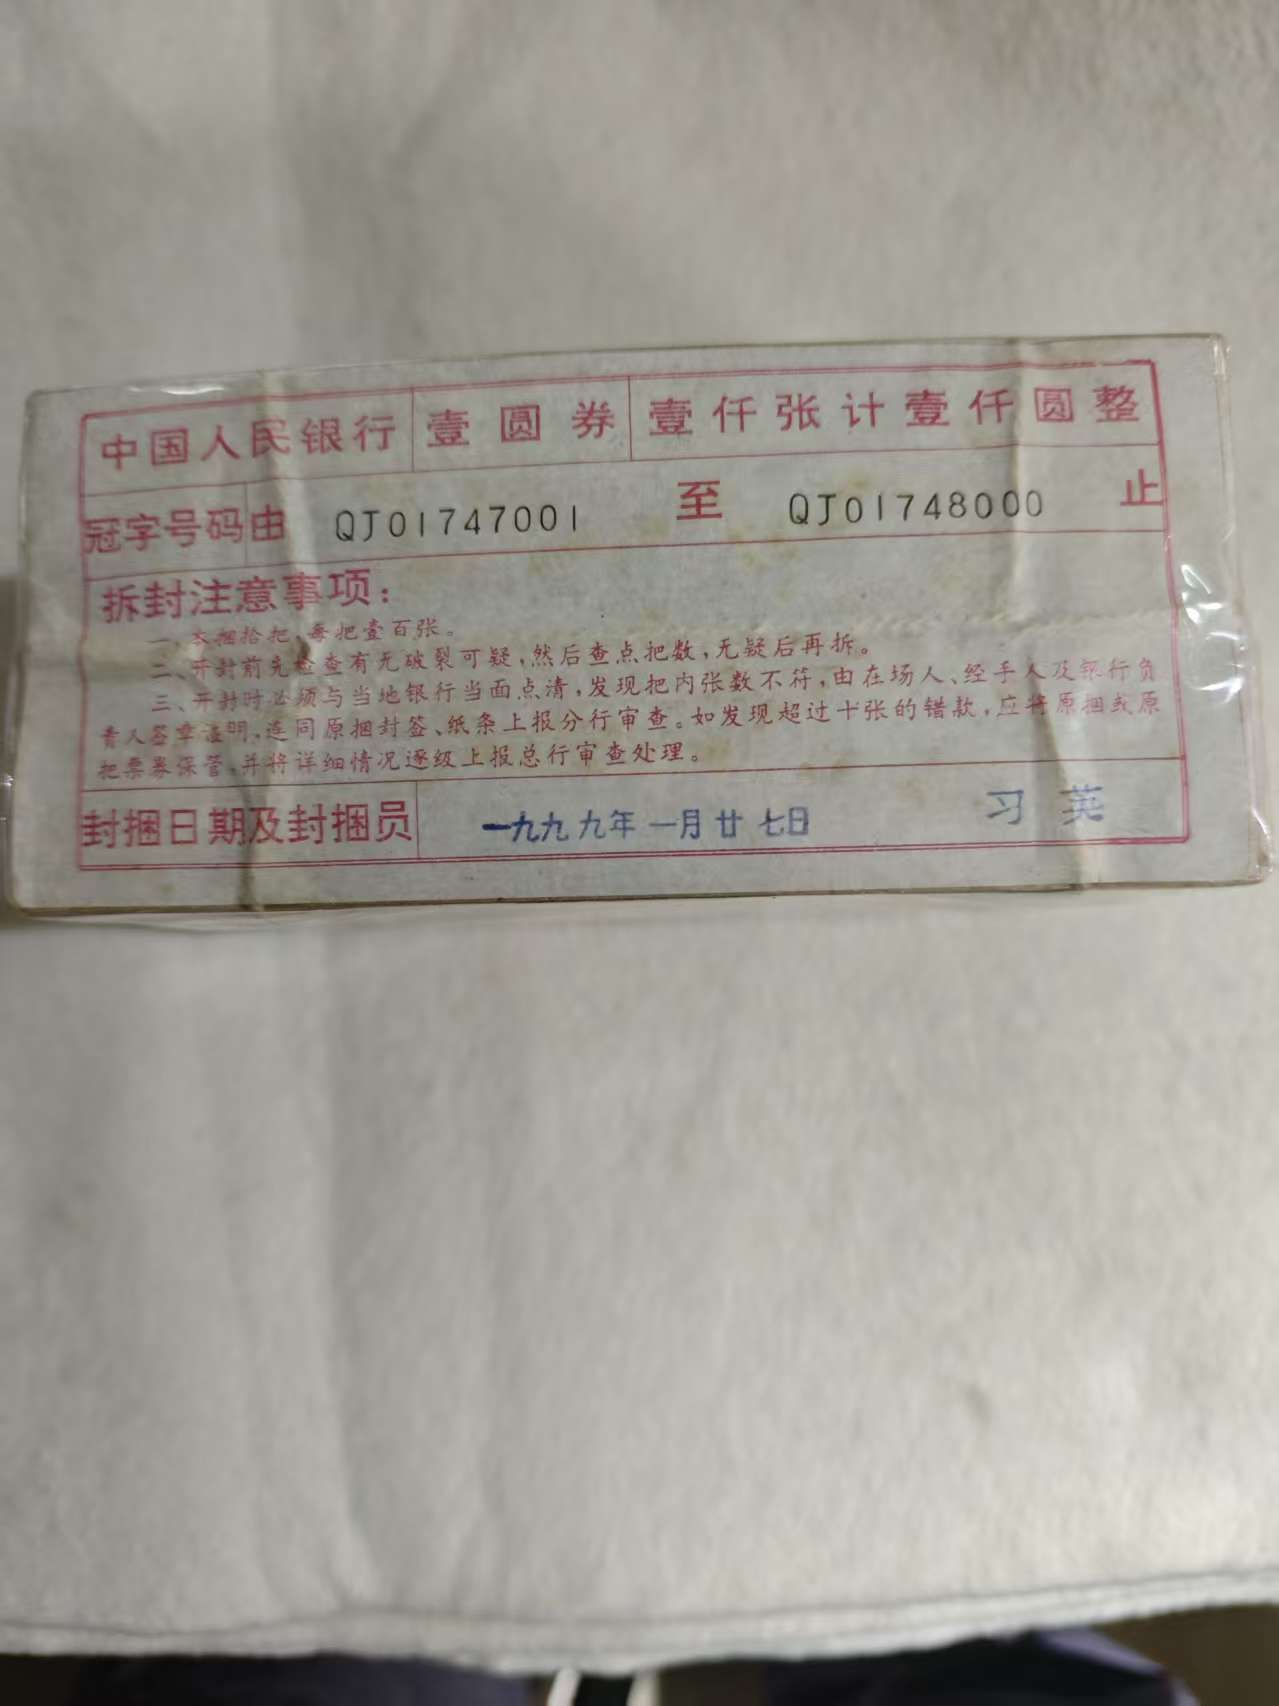 中国人民银行 壹圆券 壹仟张计壹仟圆整
冠字号码由 QJ01747001 至 QJ01748000 止
拆封注意事项：
一、本捆拾把，每把壹百张。
二、开封前先检查有无破裂可疑，然后查点把数，无疑后再拆。
三、开封时必须与当地银行当面点清，发现把内张数不符，由在场人、经手人及银行负
责人签章证明，连同原捆封签、纸条上报分行审查。如发现超过十张的错款，应将原捆或原
把票券保管，并将详细情况逐级上报总行审查处理。
封捆日期及封捆员 一九九九年一月廿七日 习英